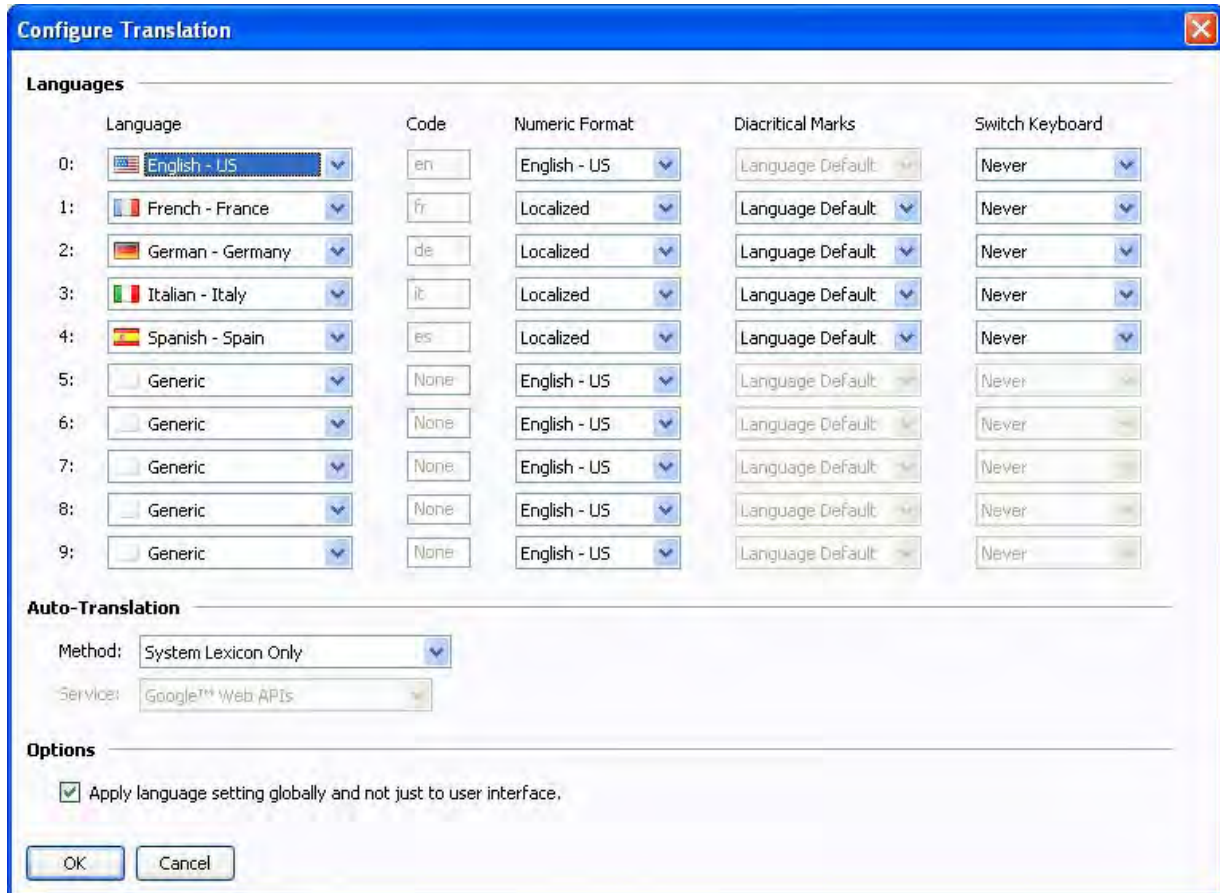 Configure Translation
Languages
Language Code Numeric Format Diacritical Marks Switch Keyboard
0: English - US en English - US Language Default Never
1: French - France fr Localized Language Default Never
2: German - Germany de Localized Language Default Never
3: Italian - Italy it Localized Language Default Never
4: Spanish - Spain es Localized Language Default Never
5: Generic None English - US Language Default Never
6: Generic None English - US Language Default Never
7: Generic None English - US Language Default Never
8: Generic None English - US Language Default Never
9: Generic None English - US Language Default Never
Auto-Translation
Method: System Lexicon Only
Service: Google™ Web APIs
Options
Apply language setting globally and not just to user interface.
OK Cancel